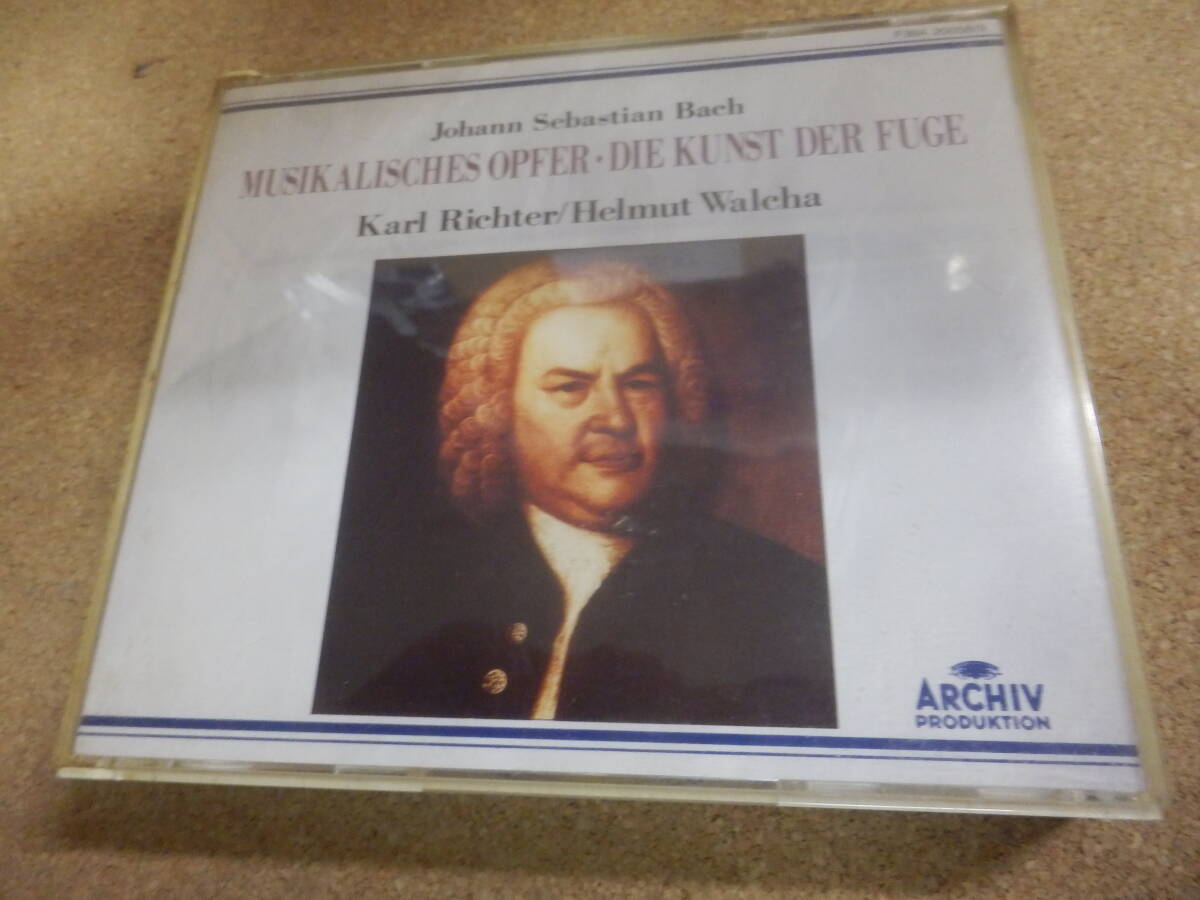 Johann Sebastian Bach
MUSIKALISCHES OPFER · DIE KUNST DER FUGE
Karl Richter/Helmut Walcha
ARCHIV
PRODUKTION